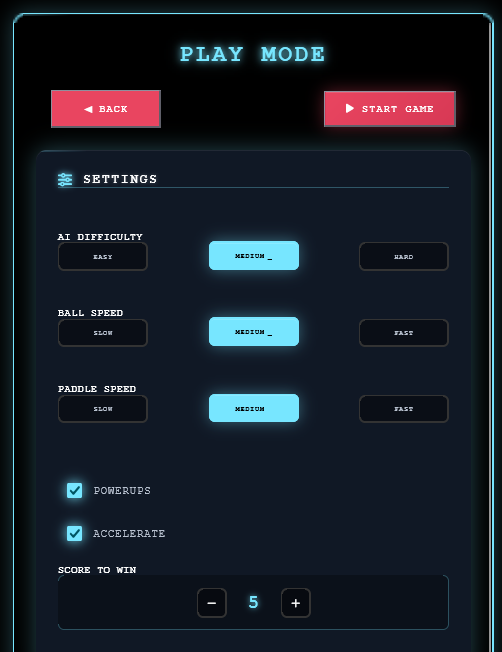 PLAY MODE
◀ BACK
▶ START GAME
SETTINGS
AI DIFFICULTY
EASY MEDIUM _ HARD
BALL SPEED
SLOW MEDIUM _ FAST
PADDLE SPEED
SLOW MEDIUM FAST
POWERUPS
ACCELERATE
SCORE TO WIN
− 5 +